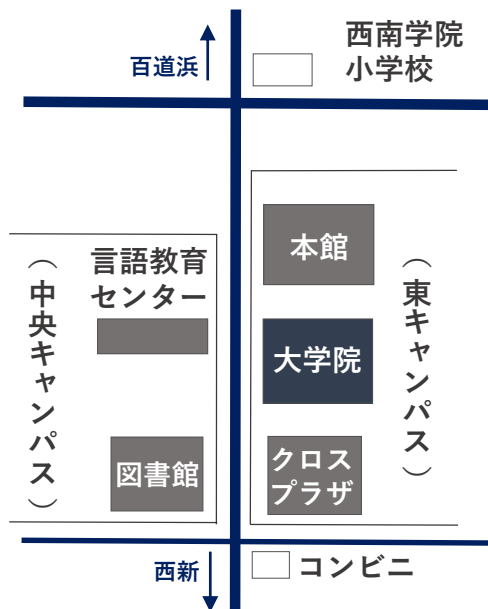 百道浜
西南学院
小学校
本館
言語教育
センター
（中央キャンパス）
（東キャンパス）
大学院
図書館
クロス
プラザ
西新
コンビニ